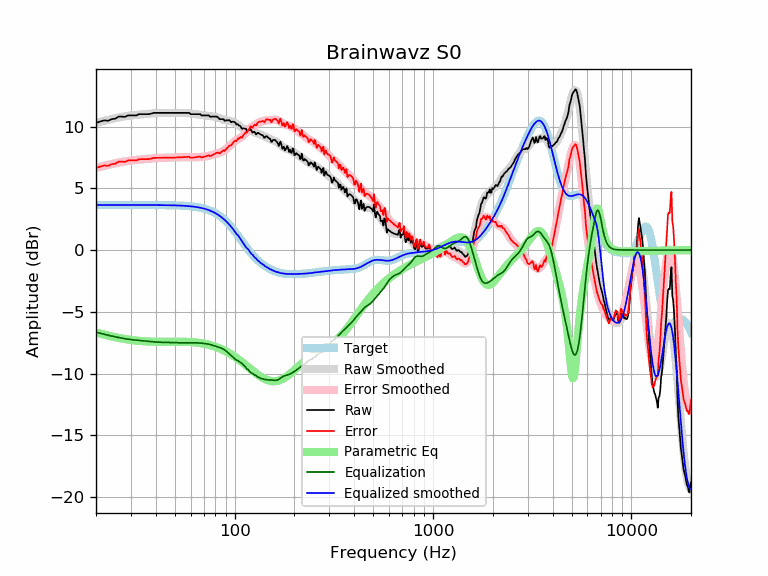 Brainwavz S0
Amplitude (dBr)
10
5
0
−5
−10
−15
−20
Target
Raw Smoothed
Error Smoothed
Raw
Error
Parametric Eq
Equalization
Equalized smoothed
100
1000
10000
Frequency (Hz)